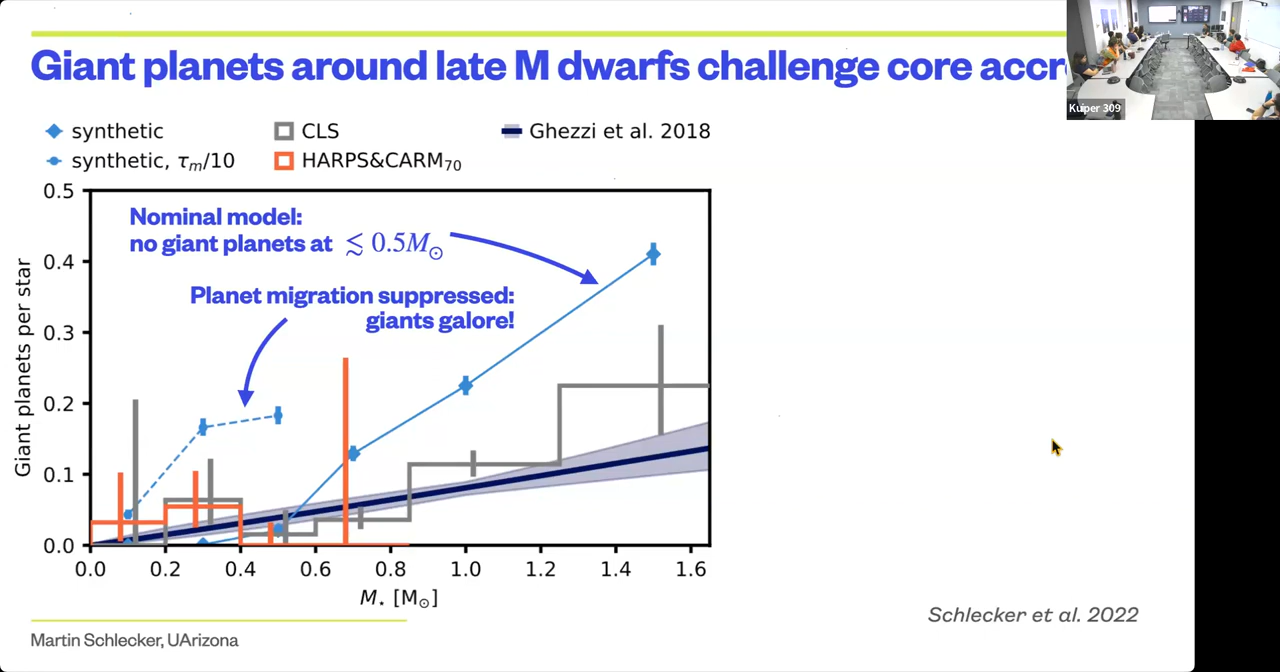 Giant planets around late M dwarfs challenge core accr
Kuiper 309
synthetic
synthetic, τm/10
CLS
HARPS&CARM70
Ghezzi et al. 2018
Nominal model:
no giant planets at ≲ 0.5M⊙
Planet migration suppressed:
giants galore!
Giant planets per star
0.5
0.4
0.3
0.2
0.1
0.0
0.0 0.2 0.4 0.6 0.8 1.0 1.2 1.4 1.6
M⋆ [M⊙]
Schlecker et al. 2022
Martin Schlecker, UArizona